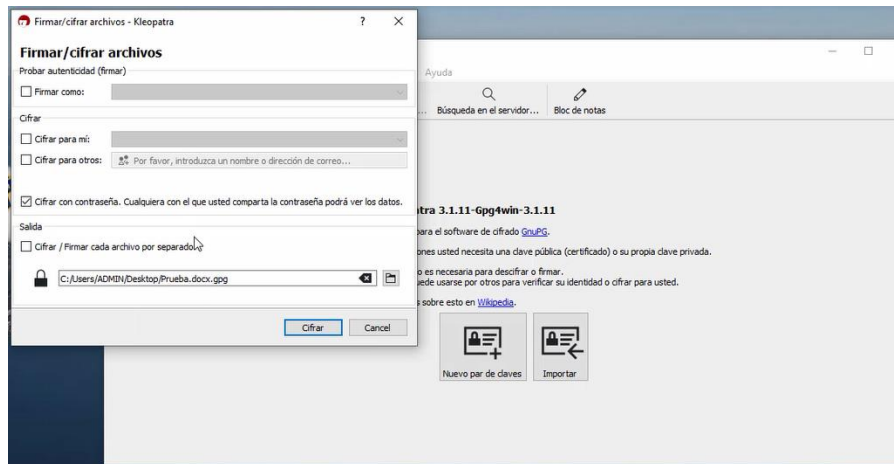 Firmar/cifrar archivos - Kleopatra
Firmar/cifrar archivos
Probar autenticidad (firmar)
Firmar como:
Cifrar
Cifrar para mí:
Cifrar para otros:
Por favor, introduzca un nombre o dirección de correo...
Cifrar con contraseña. Cualquiera con el que usted comparta la contraseña podrá ver los datos.
Salida
Cifrar / Firmar cada archivo por separado.
C:/Users/ADMIN/Desktop/Prueba.docx.gpg
Cifrar
Cancel
Ayuda
... Búsqueda en el servidor...
Bloc de notas
tra 3.1.11-Gpg4win-3.1.11
para el software de cifrado GnuPG.
ones usted necesita una clave pública (certificado) o su propia clave privada.
o es necesaria para descifrar o firmar.
uede usarse por otros para verificar su identidad o cifrar para usted.
s sobre esto en Wikipedia.
Nuevo par de claves
Importar